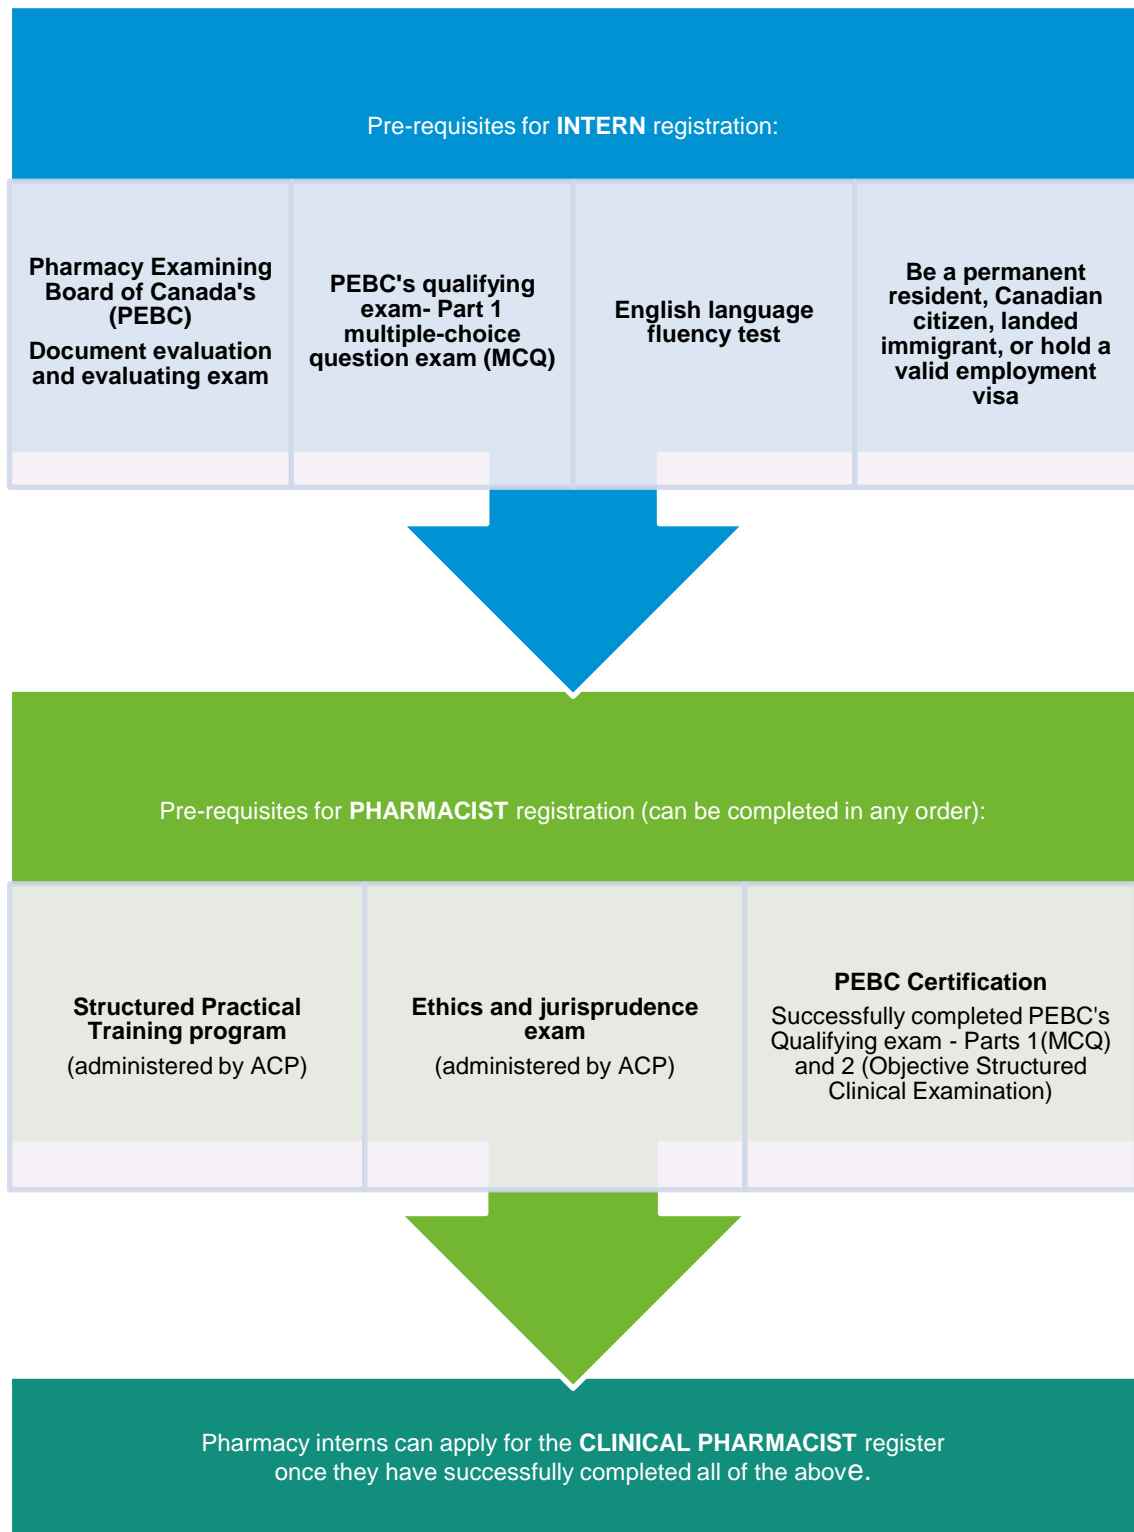 Pre-requisites for INTERN registration:
Pharmacy Examining
Board of Canada's
(PEBC)
Document evaluation
and evaluating exam
PEBC's qualifying
exam- Part 1
multiple-choice
question exam (MCQ)
English language
fluency test
Be a permanent
resident, Canadian
citizen, landed
immigrant, or hold a
valid employment
visa
Pre-requisites for PHARMACIST registration (can be completed in any order):
Structured Practical
Training program
(administered by ACP)
Ethics and jurisprudence
exam
(administered by ACP)
PEBC Certification
Successfully completed PEBC's
Qualifying exam - Parts 1(MCQ)
and 2 (Objective Structured
Clinical Examination)
Pharmacy interns can apply for the CLINICAL PHARMACIST register
once they have successfully completed all of the above.